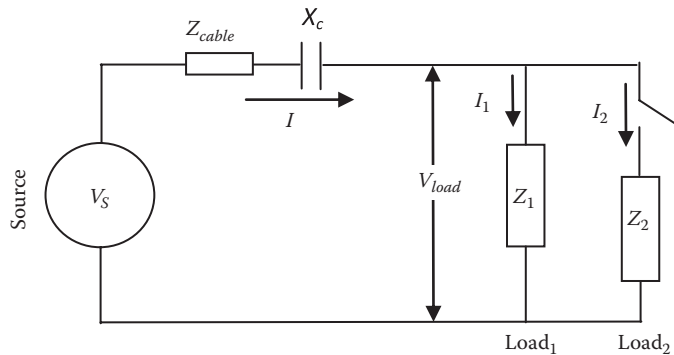 X_c
Z_cable
I
I_1
I_2
Source
V_S
V_load
Z_1
Z_2
Load_1
Load_2